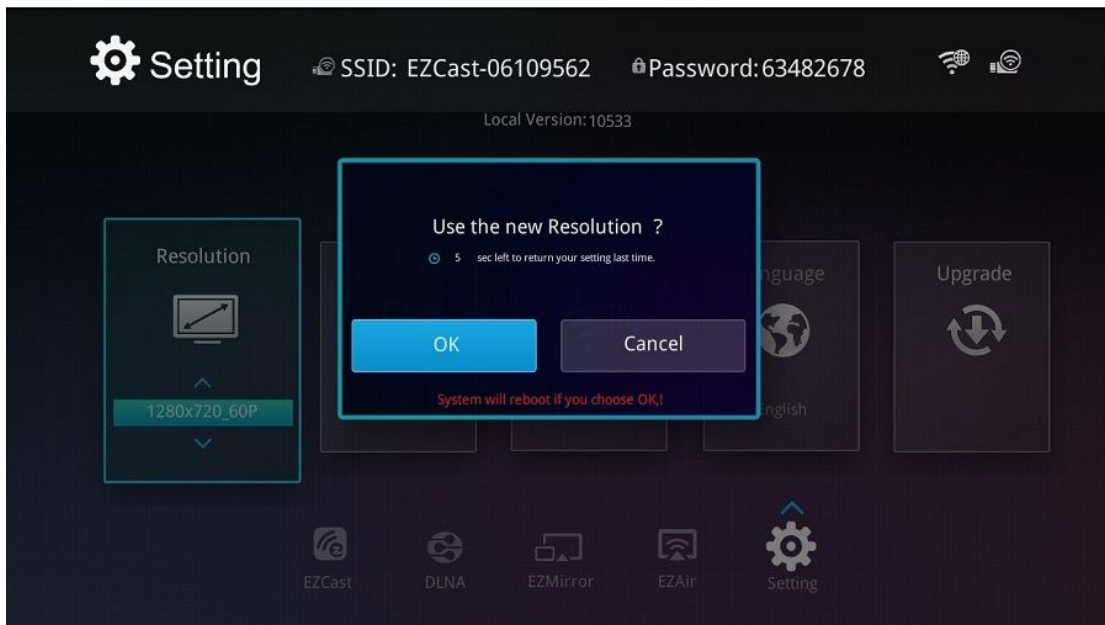 Setting
SSID: EZCast-06109562
Password: 63482678
Local Version: 10533
Use the new Resolution ?
5 sec left to return your setting last time.
OK
Cancel
System will reboot if you choose OK,!
Resolution
1280x720_60P
nguage
English
Upgrade
EZCast
DLNA
EZMirror
EZAir
Setting